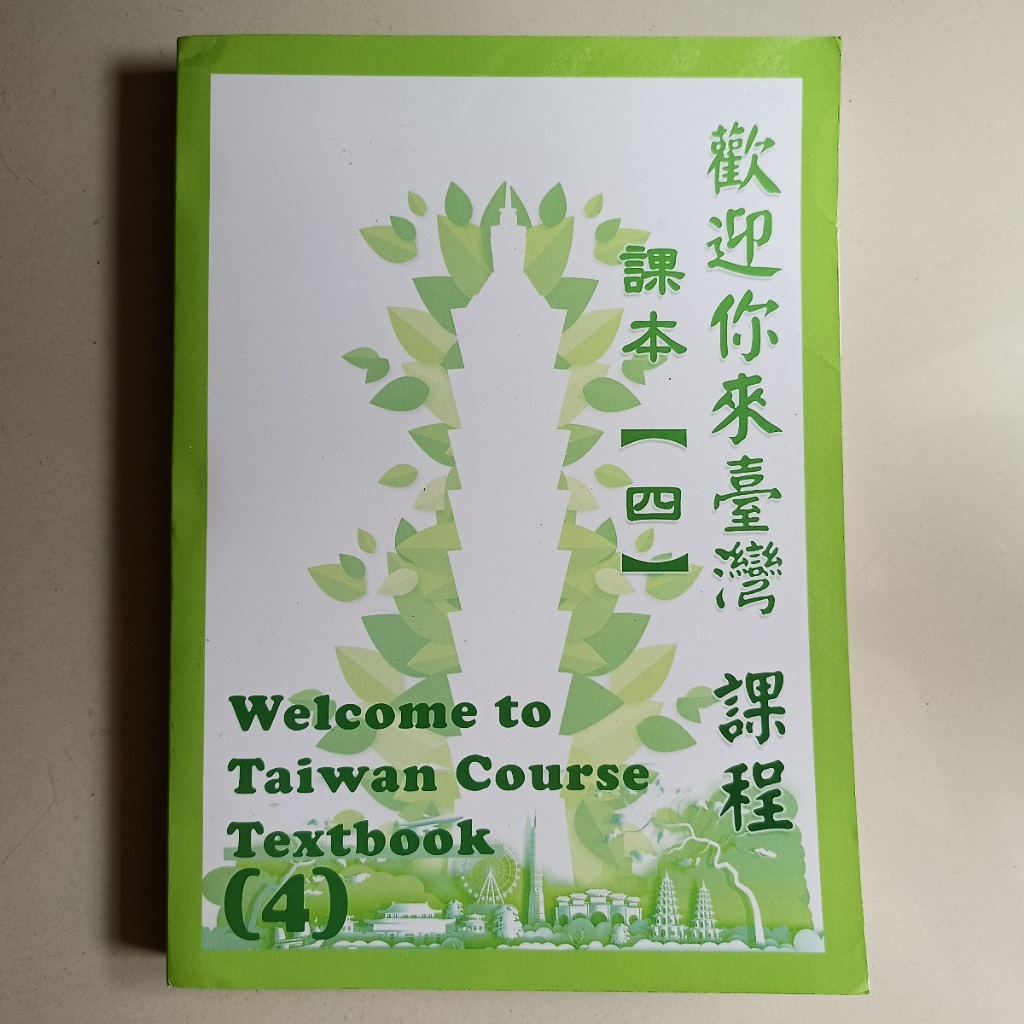 歡迎你來臺灣 課程
課本【四】
Welcome to
Taiwan Course
Textbook
(4)